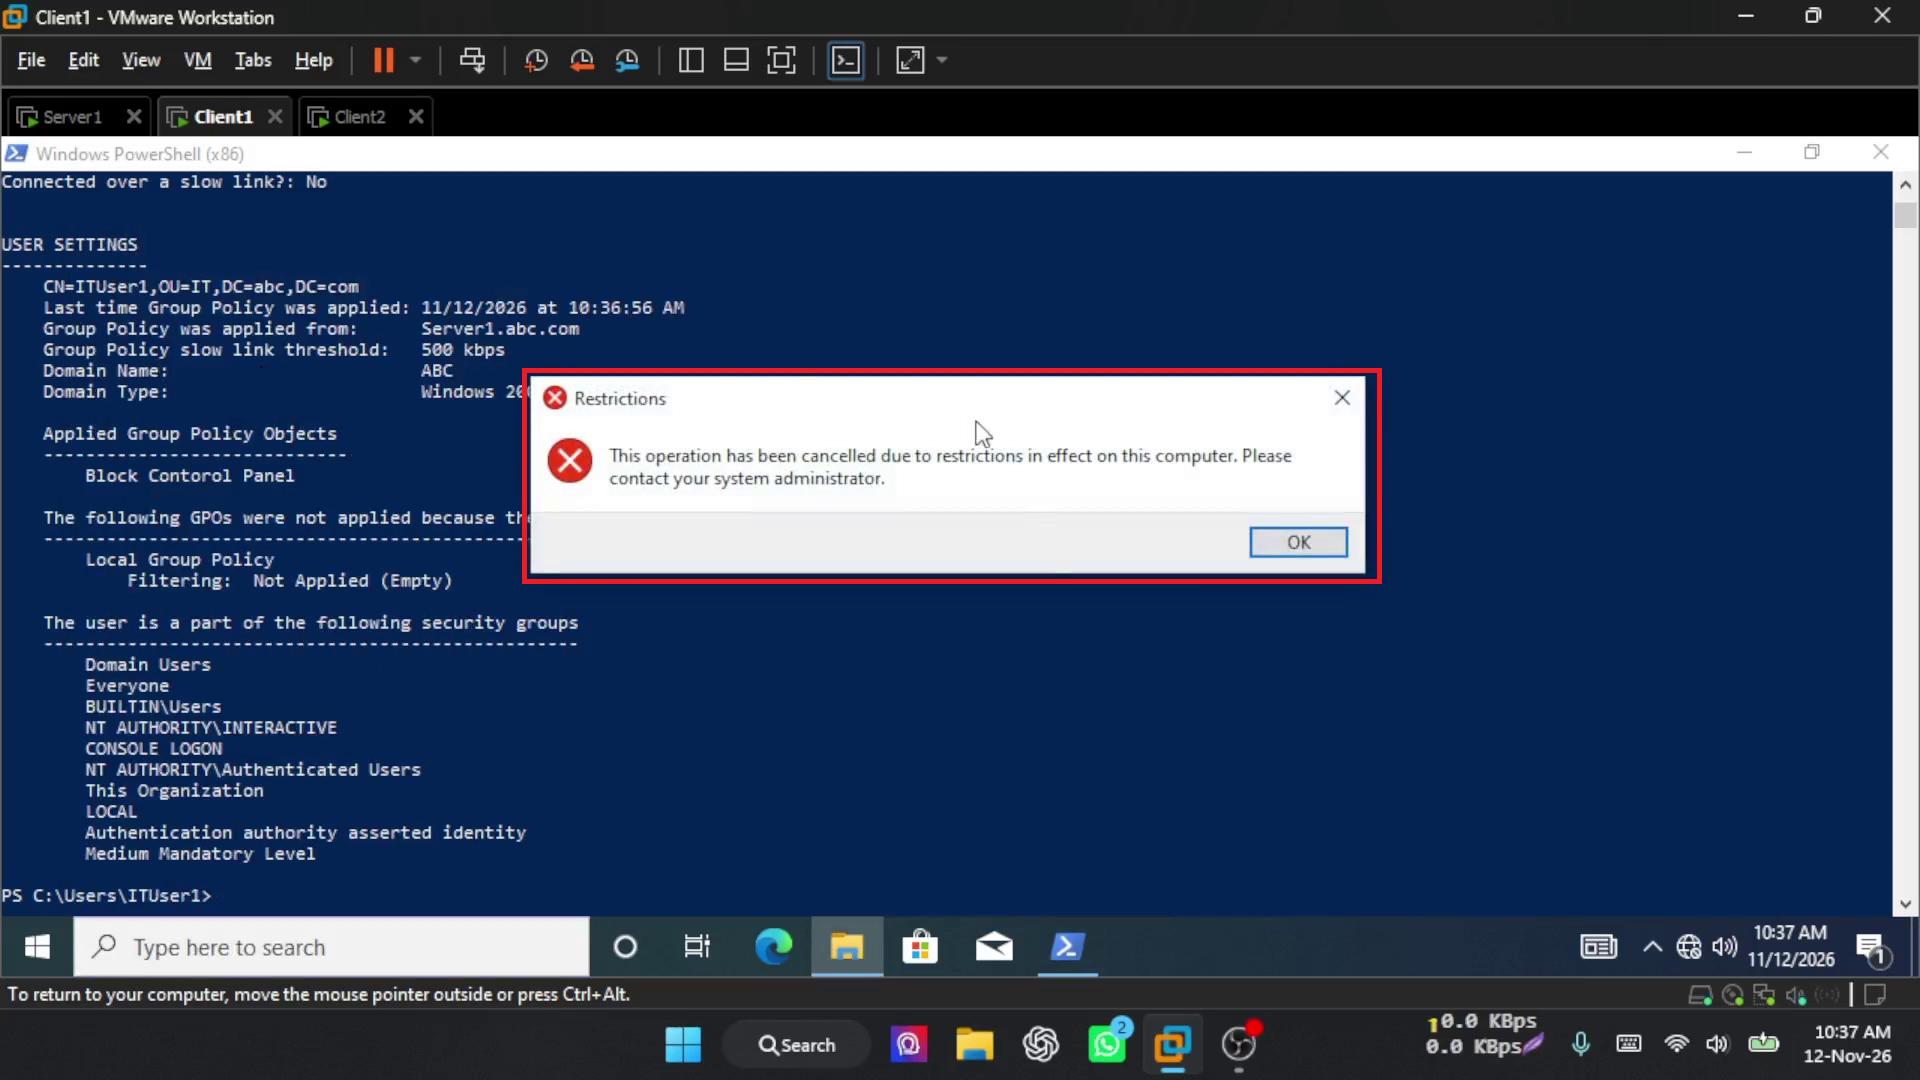 Client1 - VMware Workstation
File Edit View VM Tabs Help
Server1 Client1 Client2
Windows PowerShell (x86)
Connected over a slow link?: No
USER SETTINGS
--------------
CN=ITUser1,OU=IT,DC=abc,DC=com
Last time Group Policy was applied: 11/12/2026 at 10:36:56 AM
Group Policy was applied from: Server1.abc.com
Group Policy slow link threshold: 500 kbps
Domain Name: ABC
Domain Type: Windows 20
Applied Group Policy Objects
-----------------------------
Block Contorol Panel
The following GPOs were not applied because the
Local Group Policy
Filtering: Not Applied (Empty)
The user is a part of the following security groups
---------------------------------------------------
Domain Users
Everyone
BUILTIN\Users
NT AUTHORITY\INTERACTIVE
CONSOLE LOGON
NT AUTHORITY\Authenticated Users
This Organization
LOCAL
Authentication authority asserted identity
Medium Mandatory Level
PS C:\Users\ITUser1>
Restrictions
This operation has been cancelled due to restrictions in effect on this computer. Please
contact your system administrator.
OK
Type here to search
10:37 AM
11/12/2026
1
To return to your computer, move the mouse pointer outside or press Ctrl+Alt.
Search
2
0.0 KBps
0.0 KBps
10:37 AM
12-Nov-26